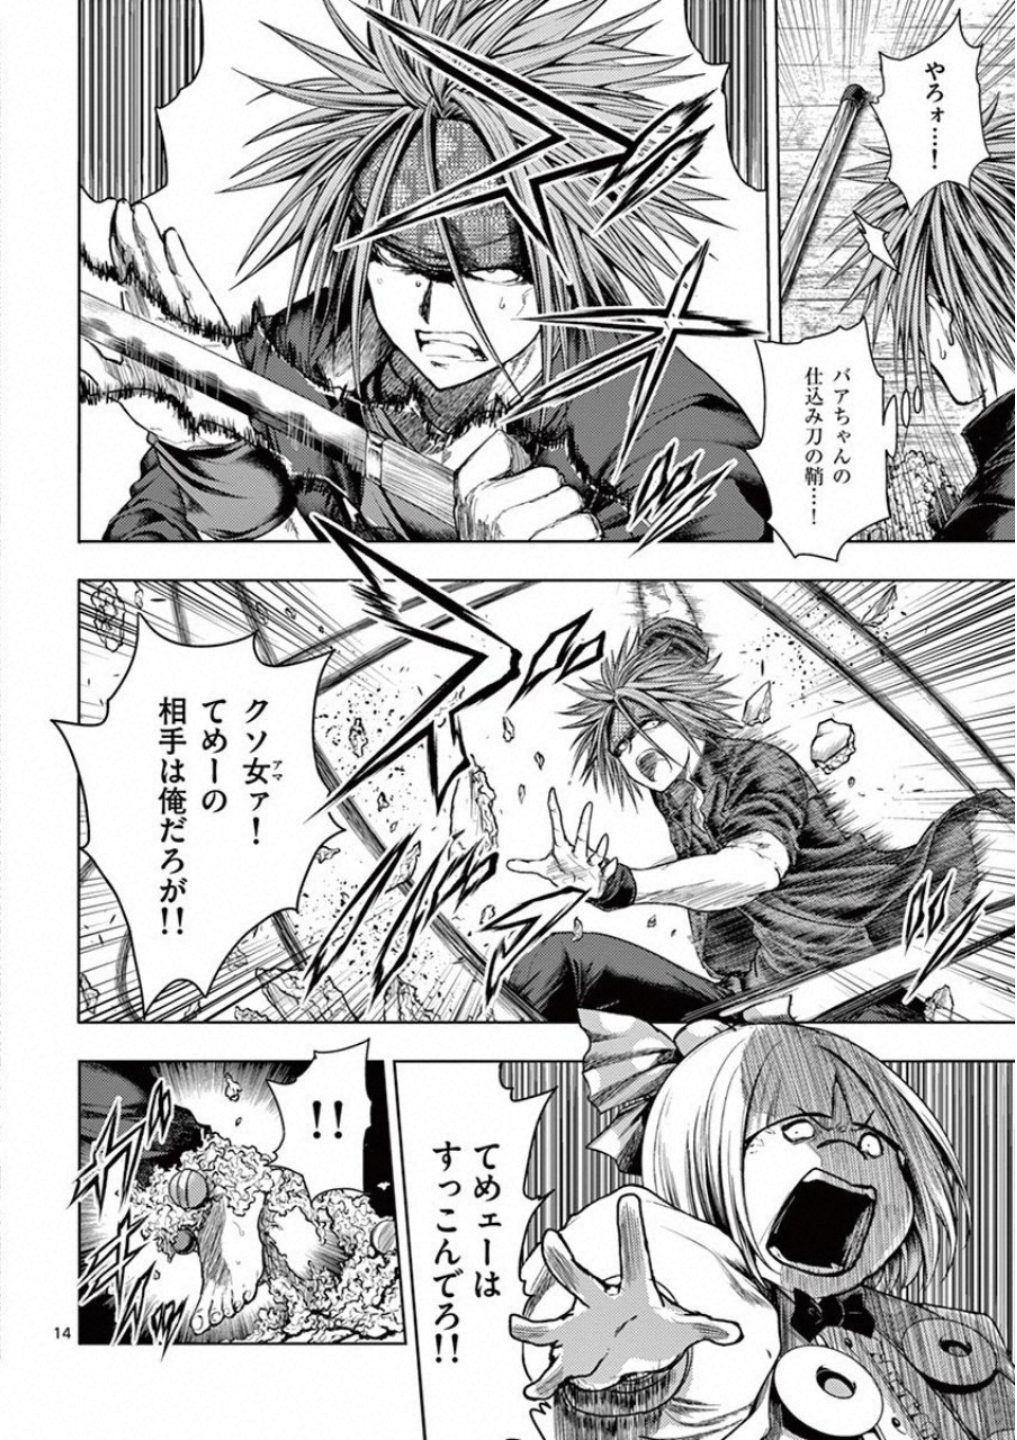 やろォ…!
バアちゃんの
仕込み刀の鞘…!
クソ女ァ!
アマ
てめーの
相手は俺だろが!!
てめェーは
すっこんでろ!!
!!
14